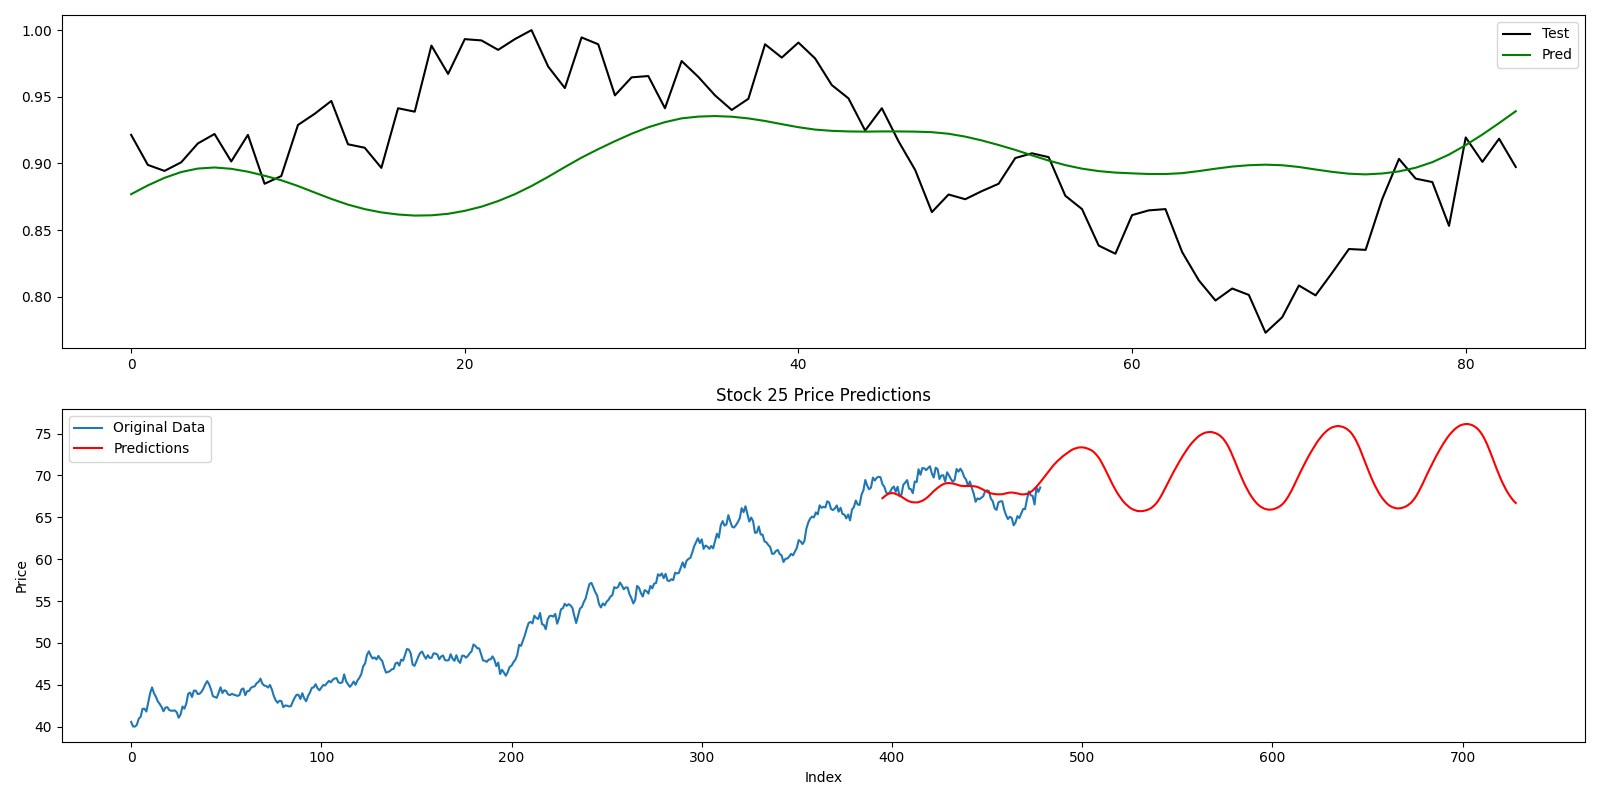 1.00
0.95
0.90
0.85
0.80
Test
Pred
0 20 40 60 80
Stock 25 Price Predictions
Original Data
Predictions
Price
75
70
65
60
55
50
45
40
0 100 200 300 400 500 600 700
Index